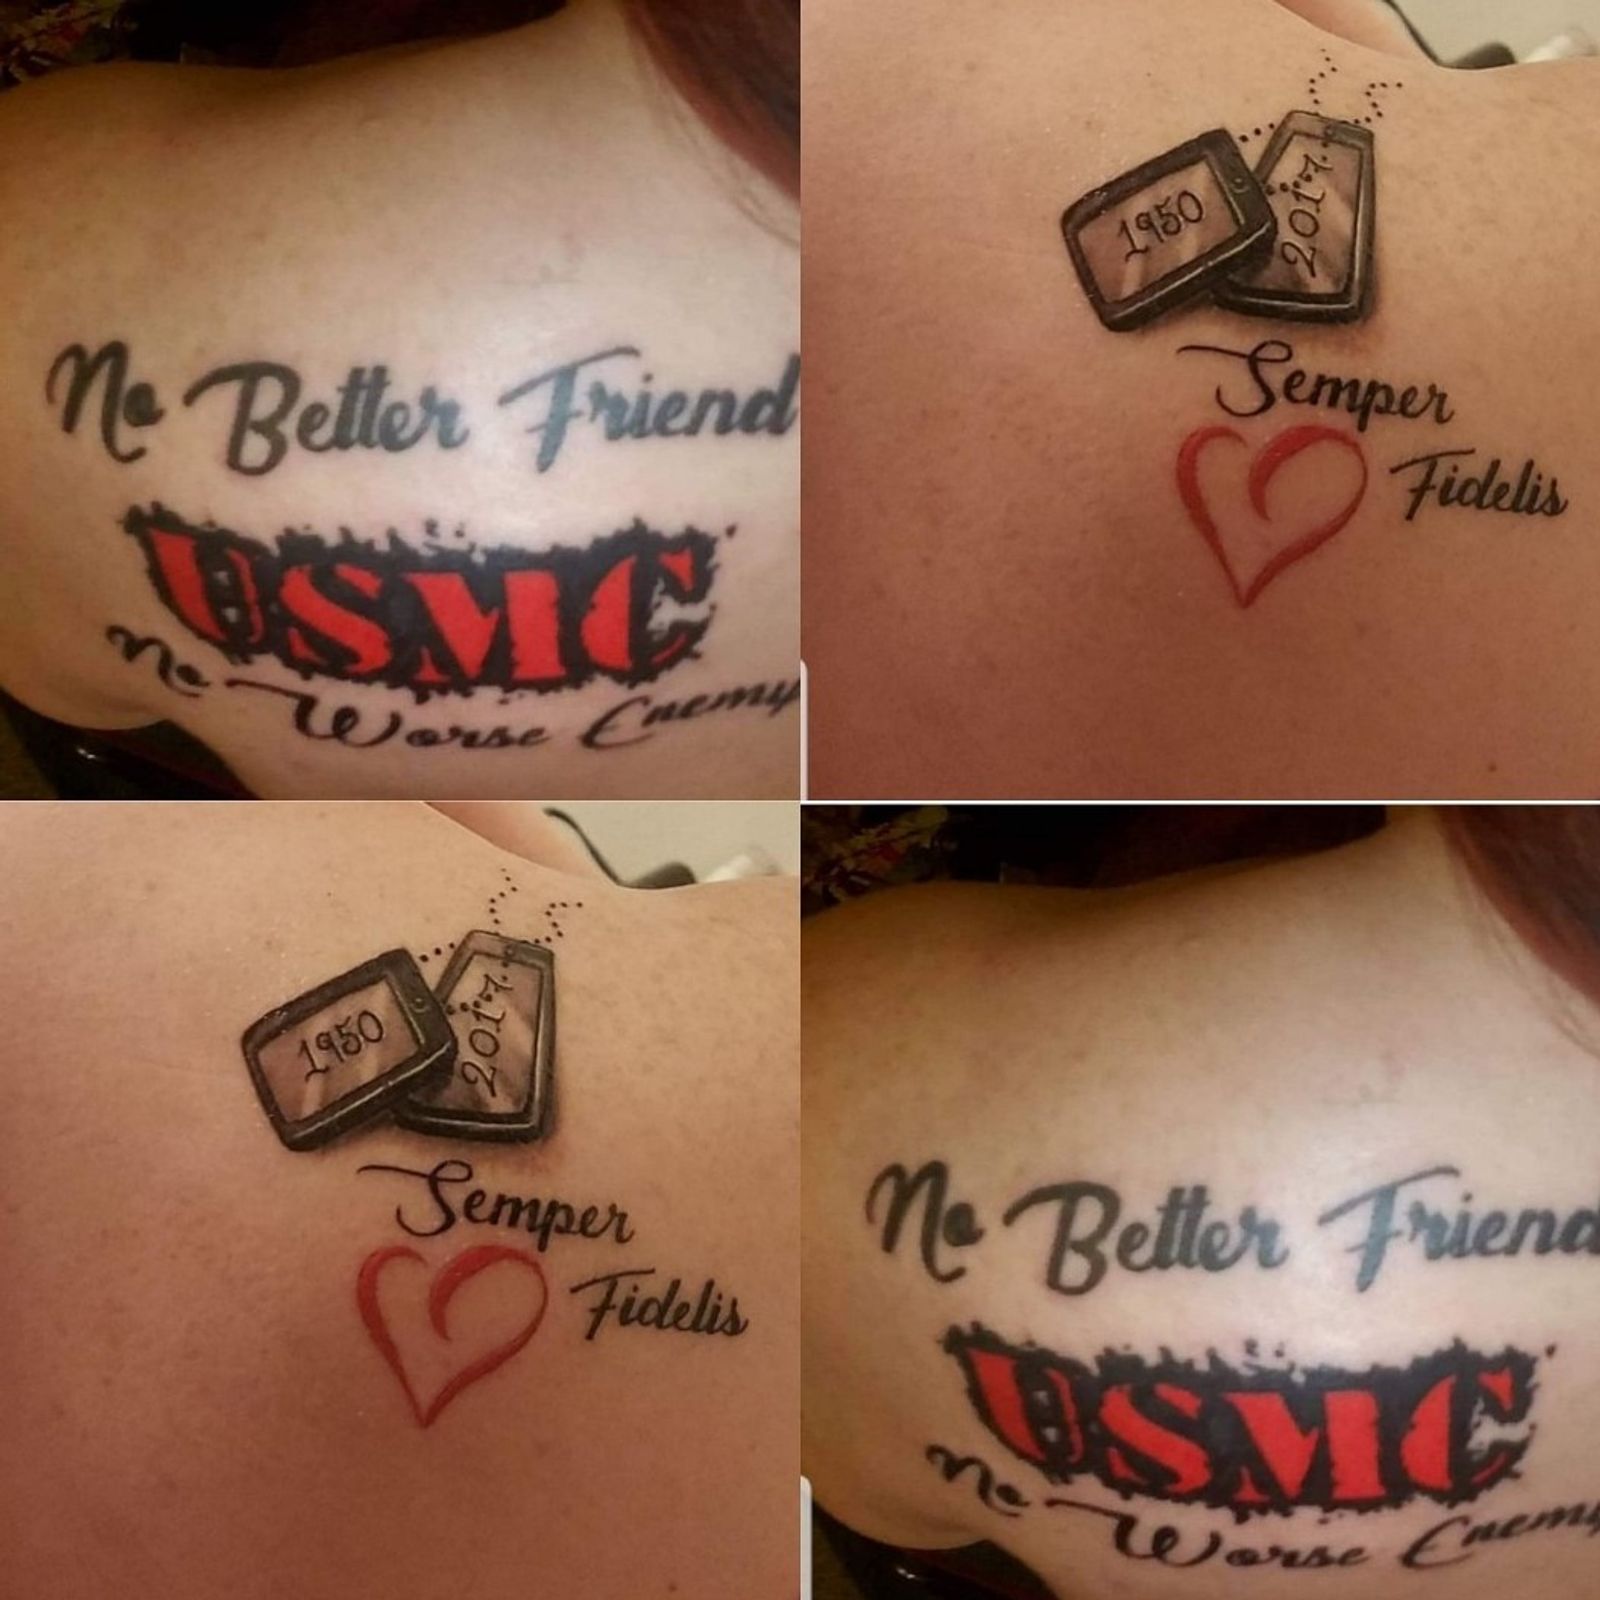 No Better Friend
USMC
No Worse Enemy
1950
2017
Semper
Fidelis
1950
2017
Semper
Fidelis
No Better Friend
USMC
No Worse Enemy